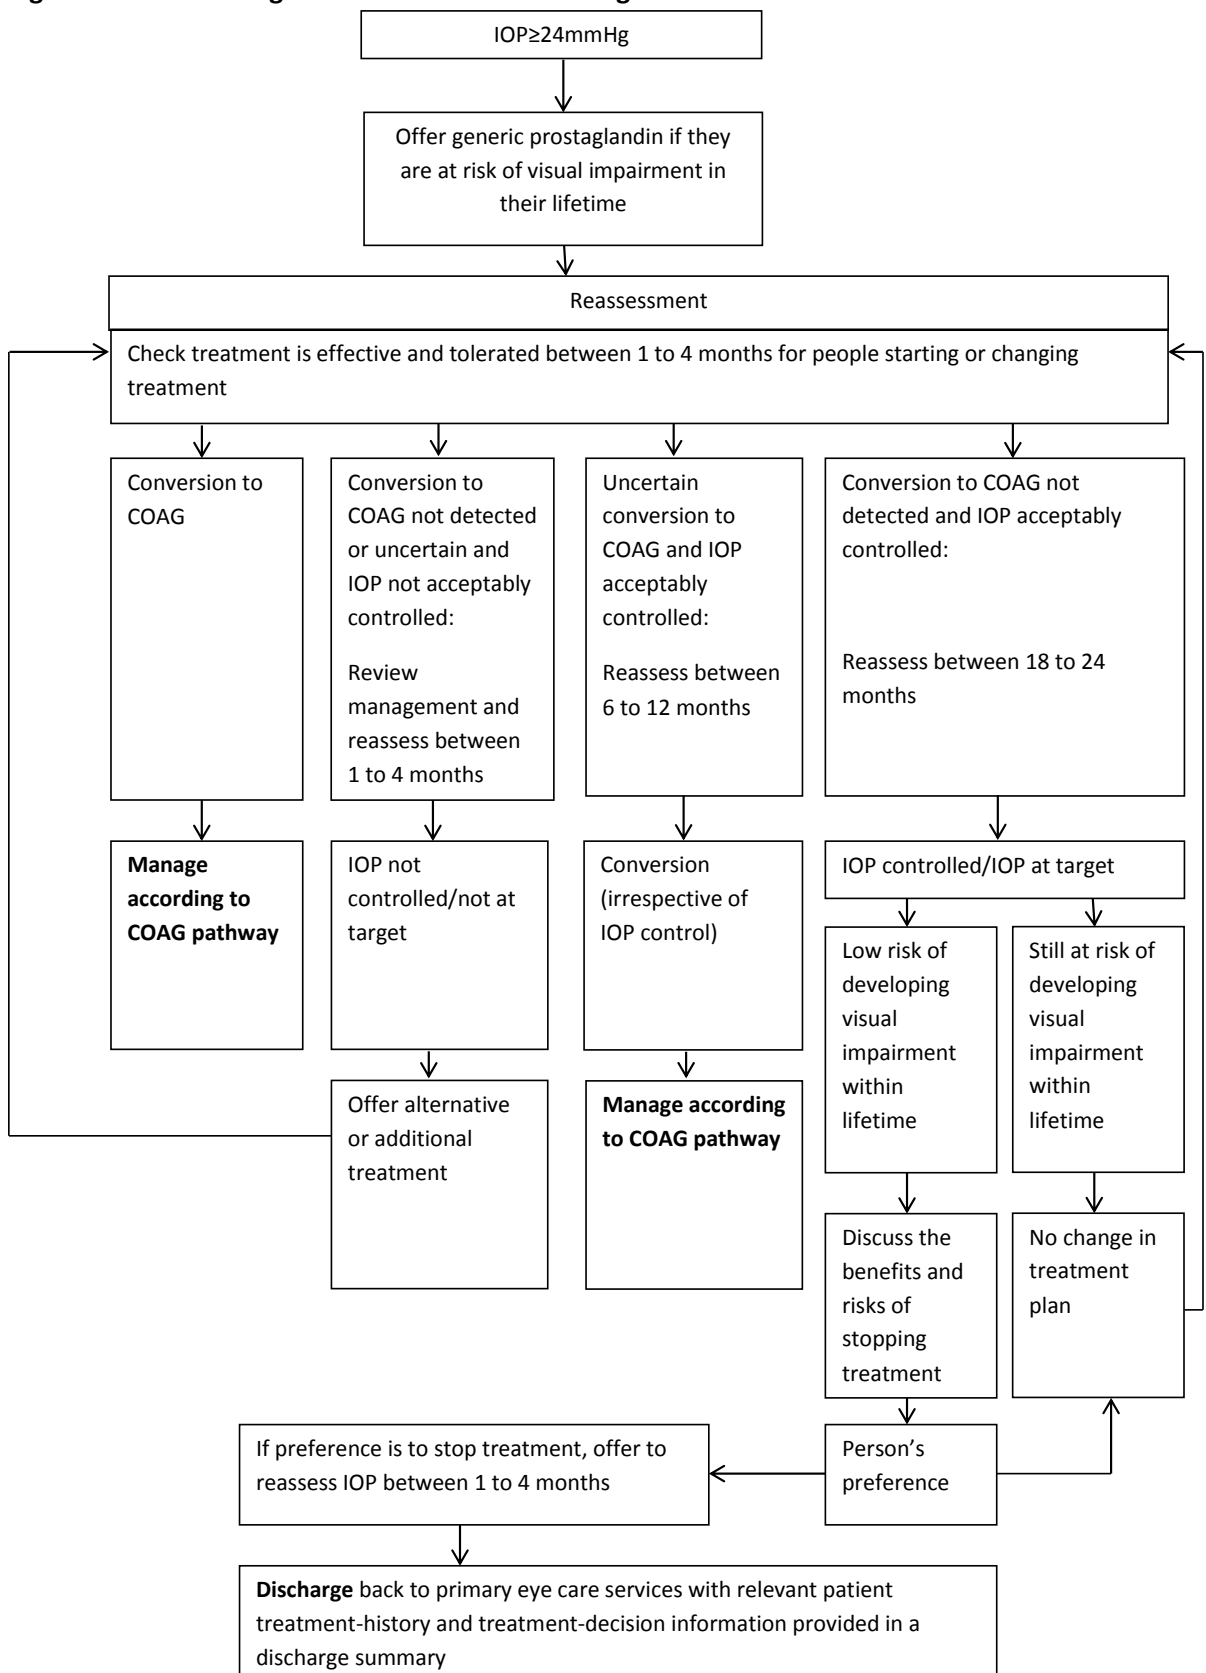 IOP≥24mmHg
Offer generic prostaglandin if they
are at risk of visual impairment in
their lifetime
Reassessment
Check treatment is effective and tolerated between 1 to 4 months for people starting or changing
treatment
Conversion to
COAG
Conversion to
COAG not detected
or uncertain and
IOP not acceptably
controlled:
Review
management and
reassess between
1 to 4 months
Uncertain
conversion to
COAG and IOP
acceptably
controlled:
Reassess between
6 to 12 months
Conversion to COAG not
detected and IOP acceptably
controlled:
Reassess between 18 to 24
months
Manage
according to
COAG pathway
IOP not
controlled/not at
target
Conversion
(irrespective of
IOP control)
IOP controlled/IOP at target
Low risk of
developing
visual
impairment
within
lifetime
Still at risk of
developing
visual
impairment
within
lifetime
Offer alternative
or additional
treatment
Manage according
to COAG pathway
Discuss the
benefits and
risks of
stopping
treatment
No change in
treatment
plan
If preference is to stop treatment, offer to
reassess IOP between 1 to 4 months
Person's
preference
Discharge back to primary eye care services with relevant patient
treatment-history and treatment-decision information provided in a
discharge summary